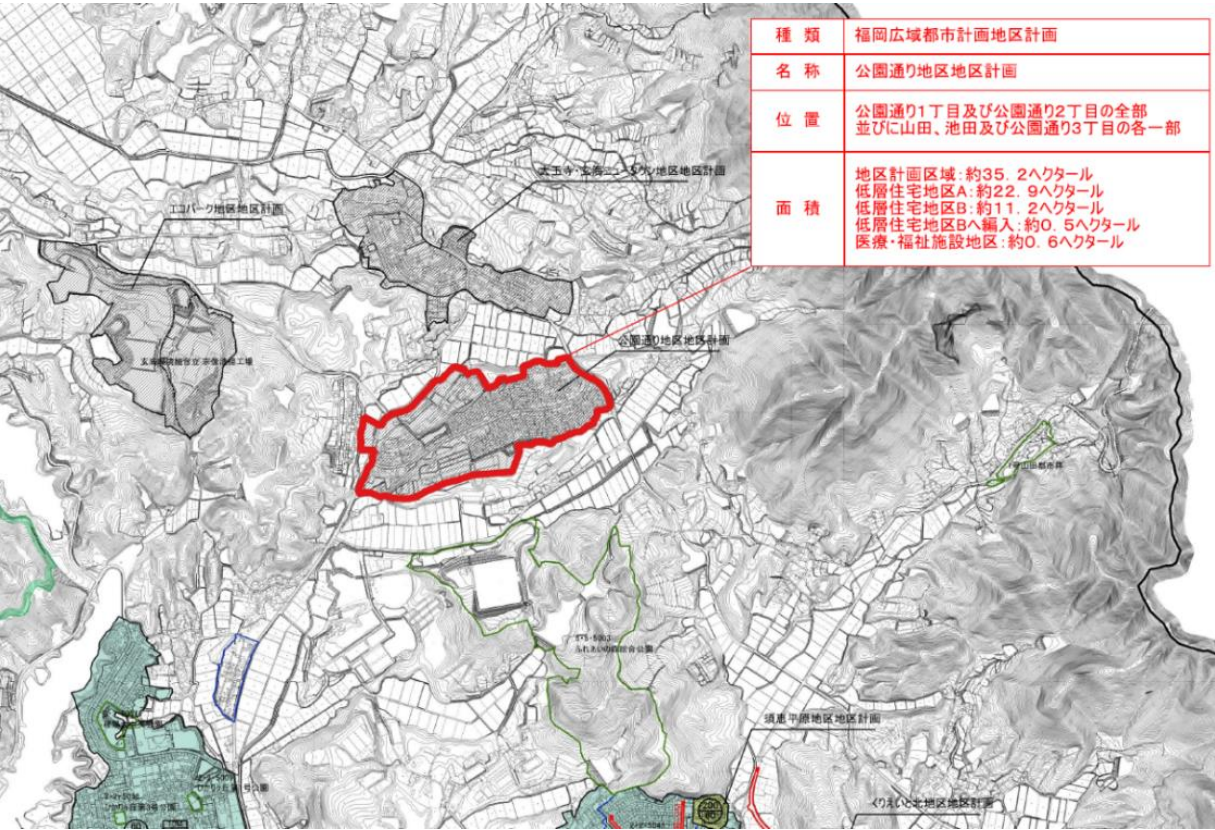 種 類 福岡広域都市計画地区計画
名 称 公園通り地区地区計画
位 置 公園通り1丁目及び公園通り2丁目の全部
並びに山田、池田及び公園通り3丁目の各一部
面 積 地区計画区域:約35.2ヘクタール
低層住宅地区A:約22.9ヘクタール
低層住宅地区B:約11.2ヘクタール
低層住宅地区Bへ編入:約0.5ヘクタール
医療・福祉施設地区:約0.6ヘクタール
エコパーク地区地区計画
公園通り地区地区計画
5・5・5003
ふれあいの森総合公園
須恵平原地区地区計画
くりえいと北地区地区計画